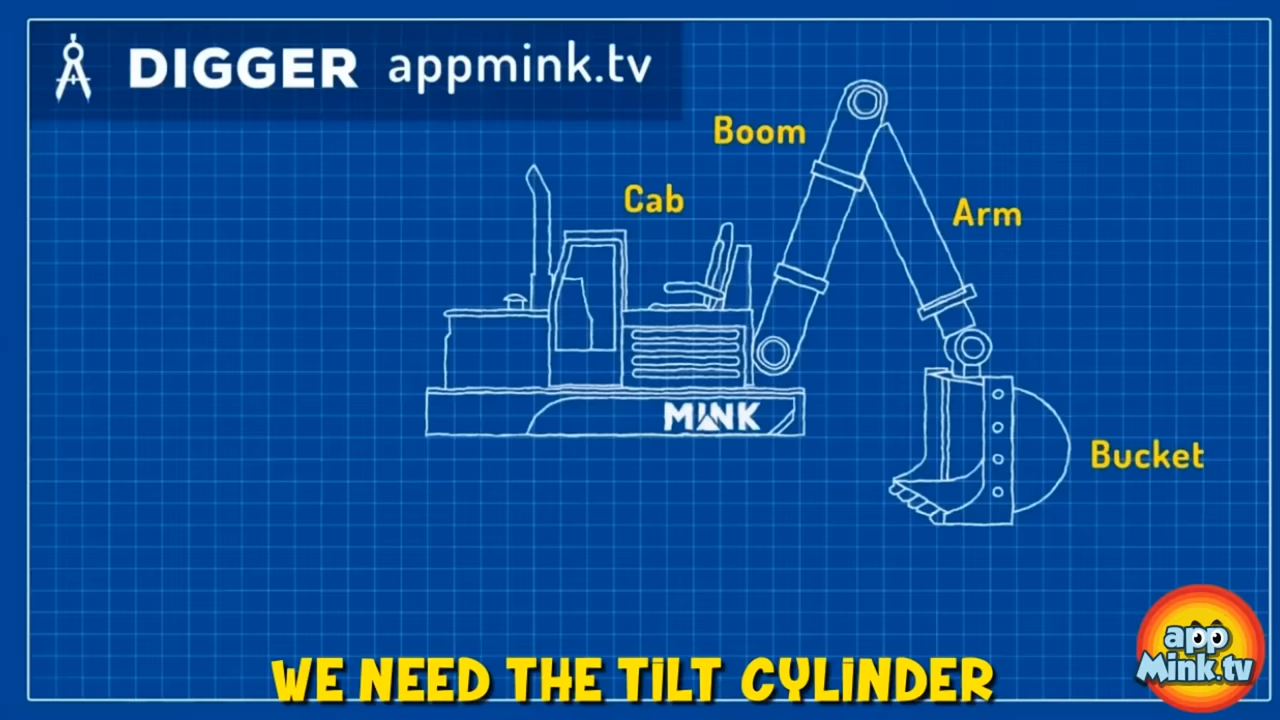 DIGGER appmink.tv
Boom
Cab
Arm
MINK
Bucket
app
Mink.tv
WE NEED THE TILT CYLINDER